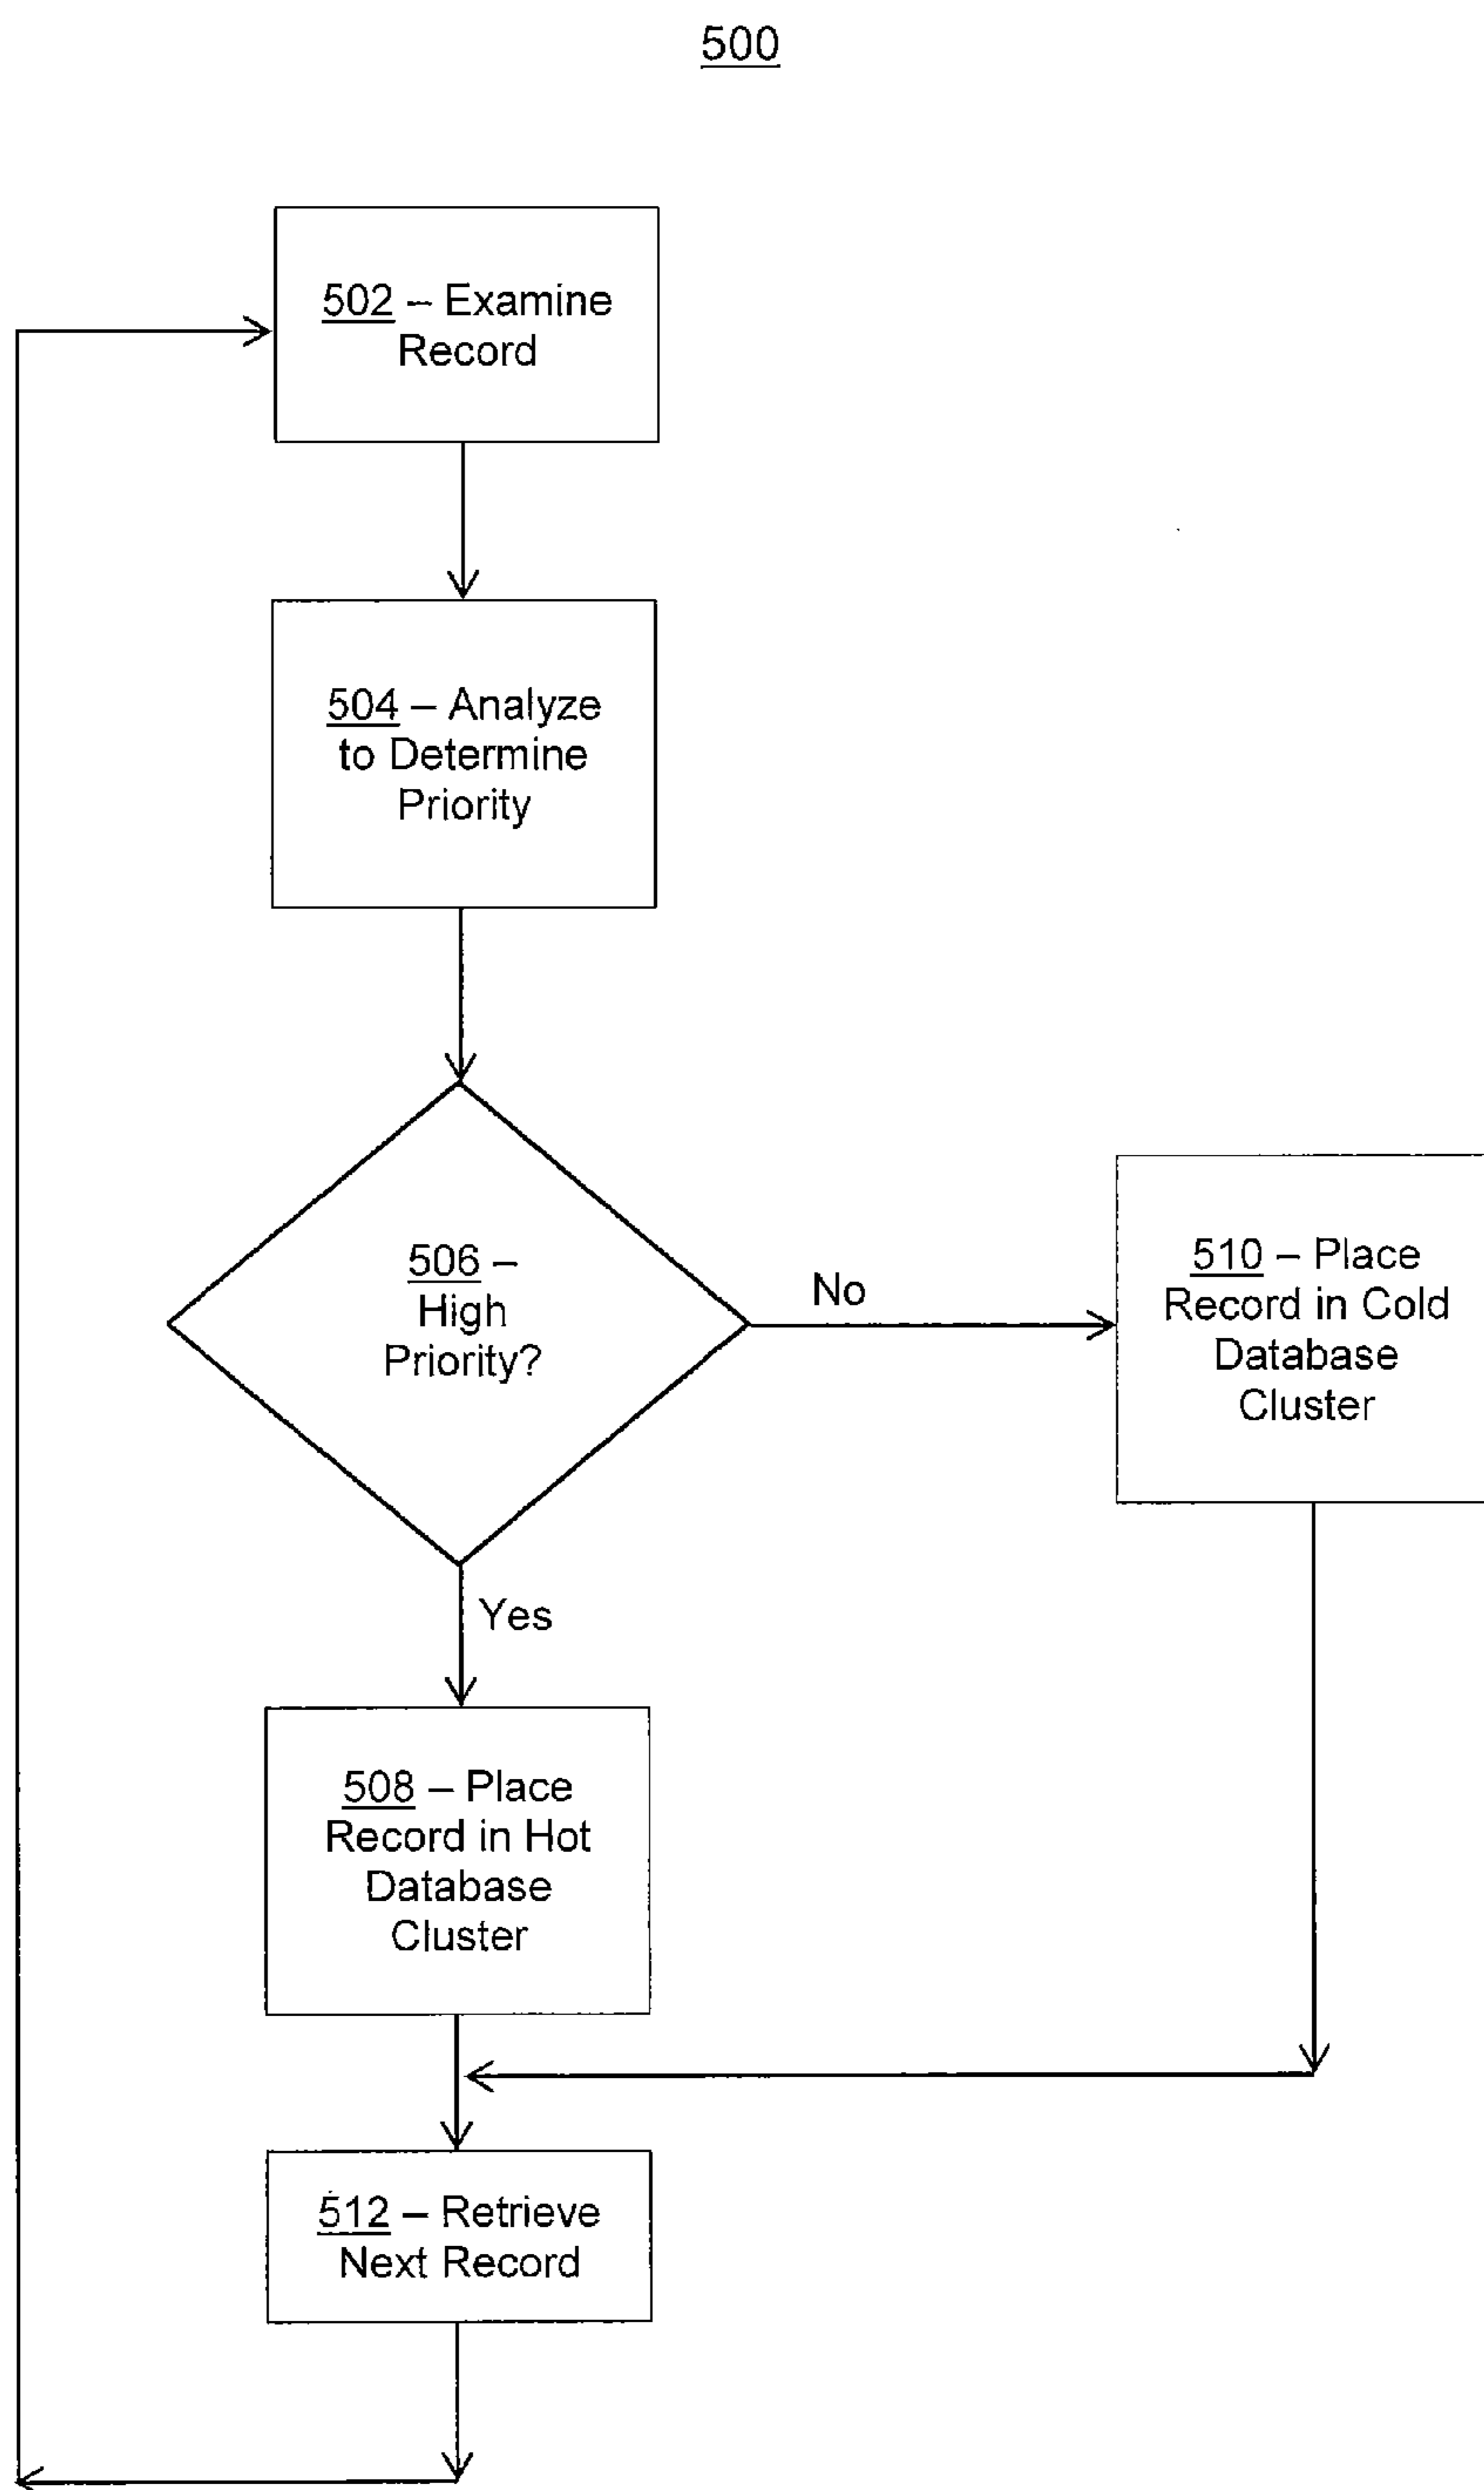 500
502 – Examine
Record
504 – Analyze
to Determine
Priority
506 –
High
Priority?
No
510 – Place
Record in Cold
Database
Cluster
Yes
508 – Place
Record in Hot
Database
Cluster
512 – Retrieve
Next Record